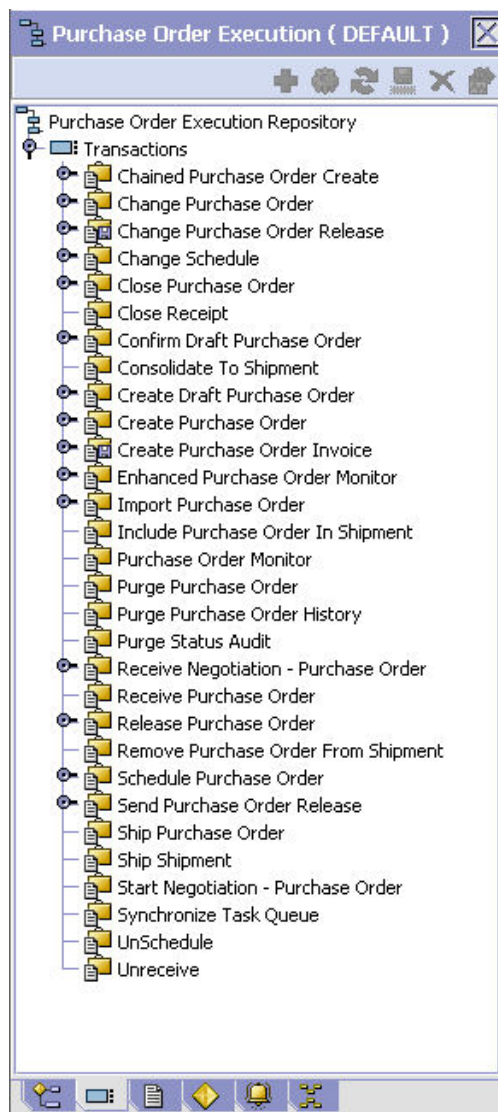 Purchase Order Execution ( DEFAULT )
Purchase Order Execution Repository
Transactions
Chained Purchase Order Create
Change Purchase Order
Change Purchase Order Release
Change Schedule
Close Purchase Order
Close Receipt
Confirm Draft Purchase Order
Consolidate To Shipment
Create Draft Purchase Order
Create Purchase Order
Create Purchase Order Invoice
Enhanced Purchase Order Monitor
Import Purchase Order
Include Purchase Order In Shipment
Purchase Order Monitor
Purge Purchase Order
Purge Purchase Order History
Purge Status Audit
Receive Negotiation - Purchase Order
Receive Purchase Order
Release Purchase Order
Remove Purchase Order From Shipment
Schedule Purchase Order
Send Purchase Order Release
Ship Purchase Order
Ship Shipment
Start Negotiation - Purchase Order
Synchronize Task Queue
UnSchedule
Unreceive